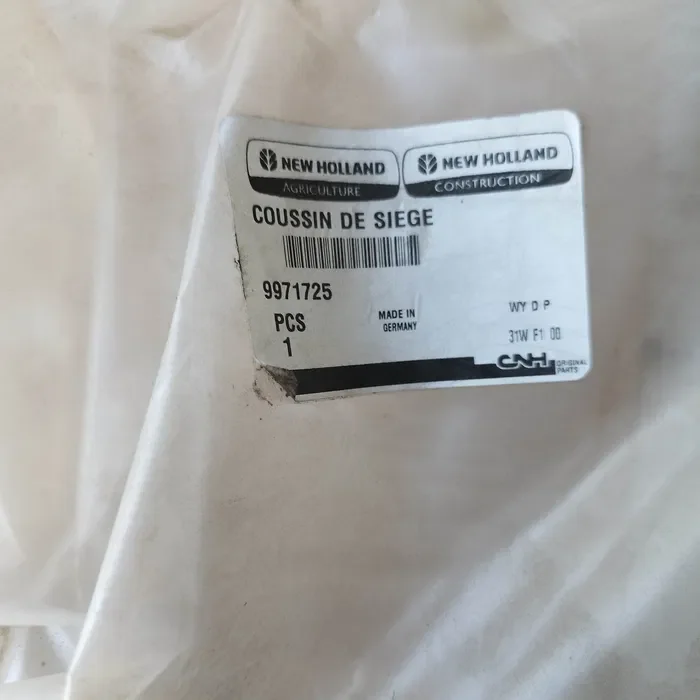 NEW HOLLAND
AGRICULTURE
NEW HOLLAND
CONSTRUCTION
COUSSIN DE SIEGE
9971725
PCS
1
MADE IN
GERMANY
WY D P
31W F1 00
CNH
ORIGINAL
PARTS